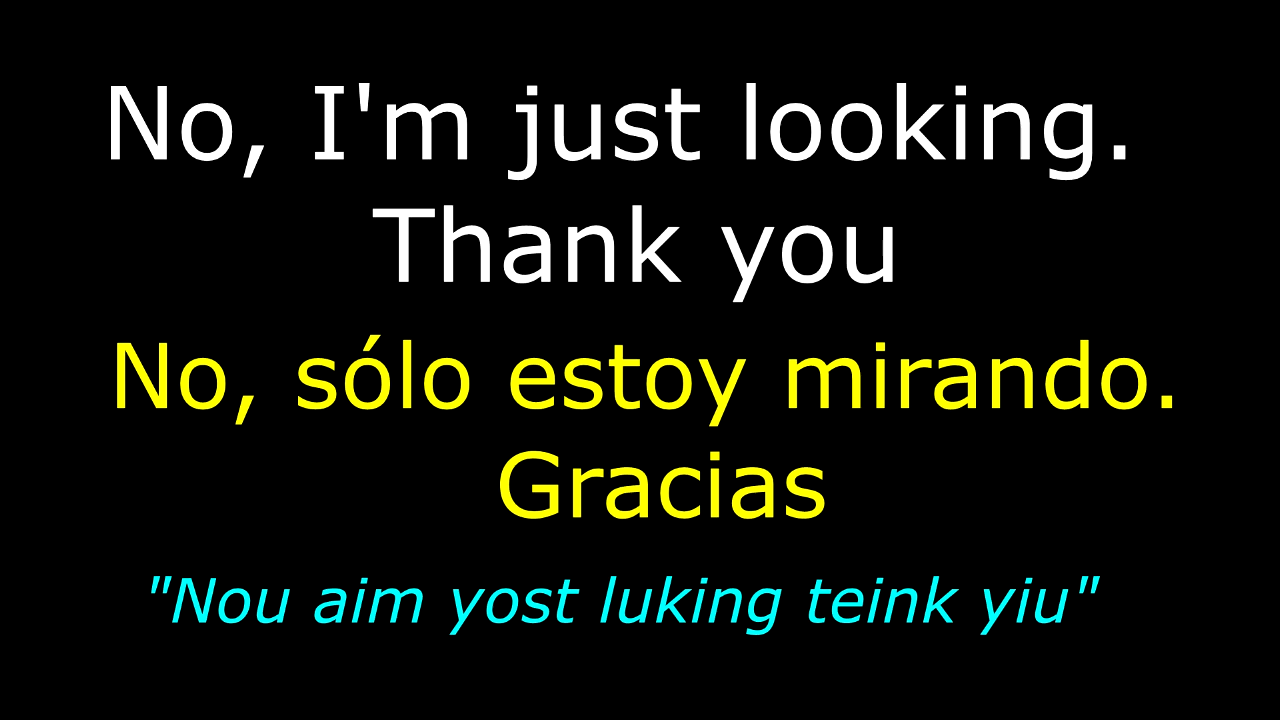 No, I'm just looking.
Thank you
No, sólo estoy mirando.
Gracias
"Nou aim yost luking teink yiu"